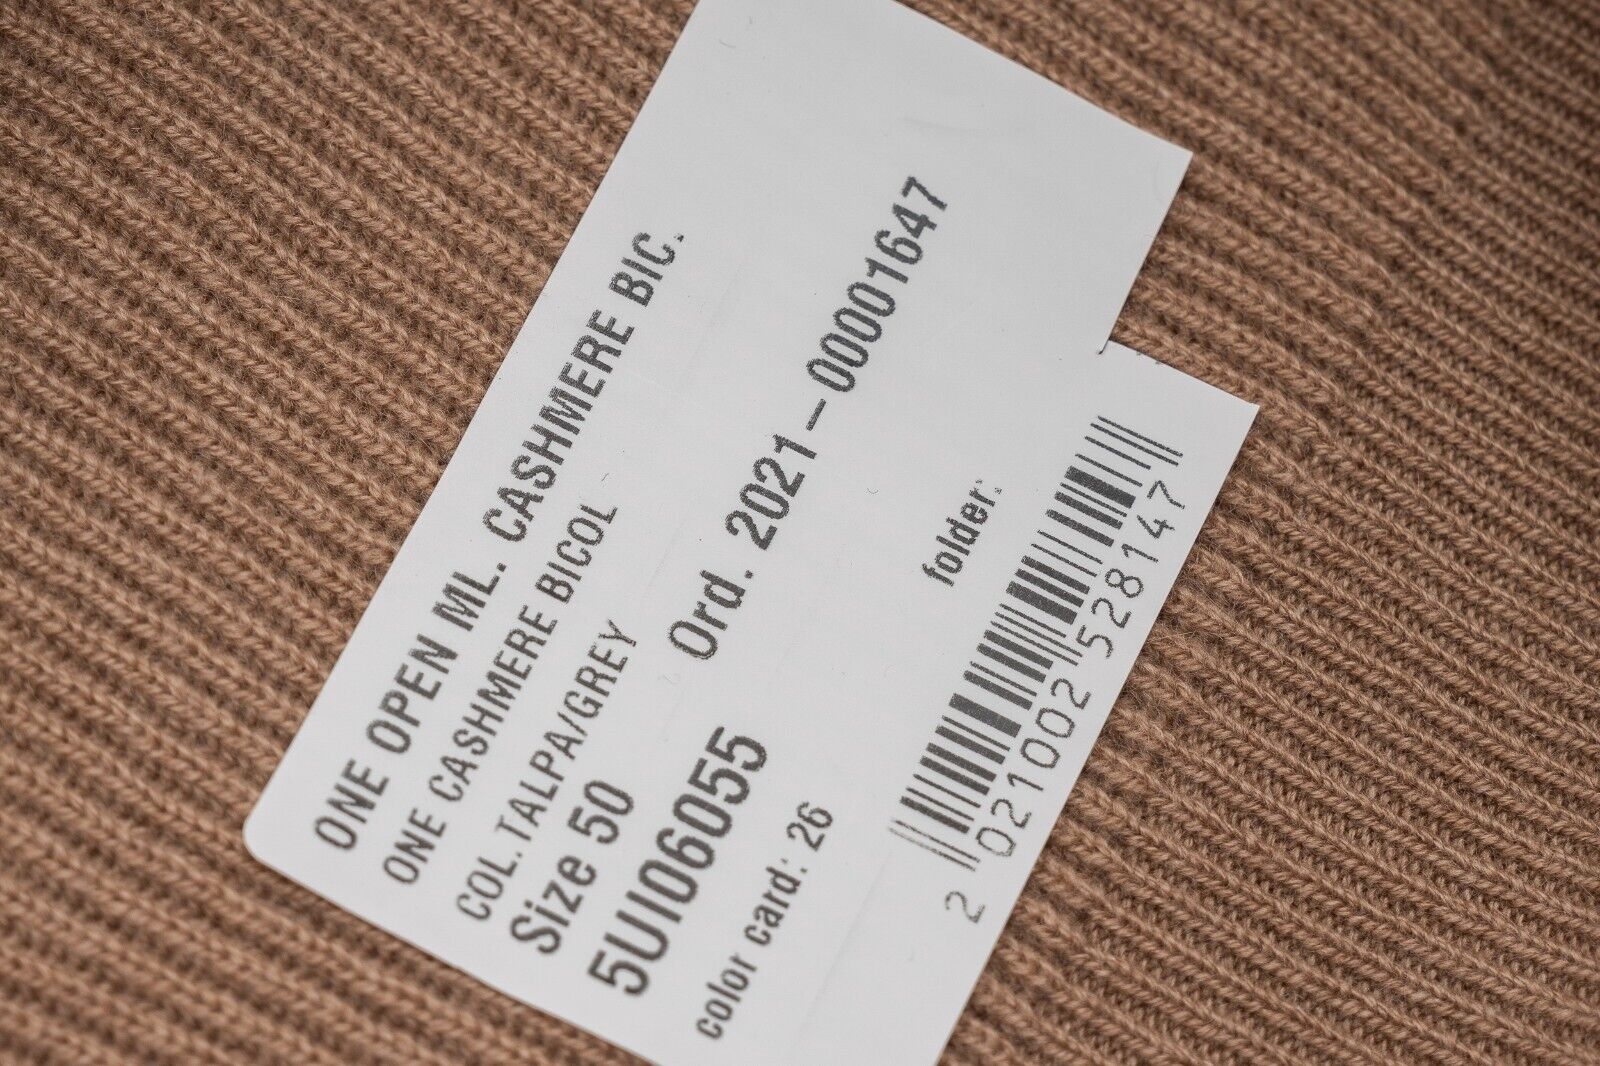 ONE OPEN ML. CASHMERE BIC.
ONE CASHMERE BICOL
COL.TALPA/GREY
Size 50 Ord. 2021-00001647
5UI06055
color card: 26 folder:
2 021002 528147